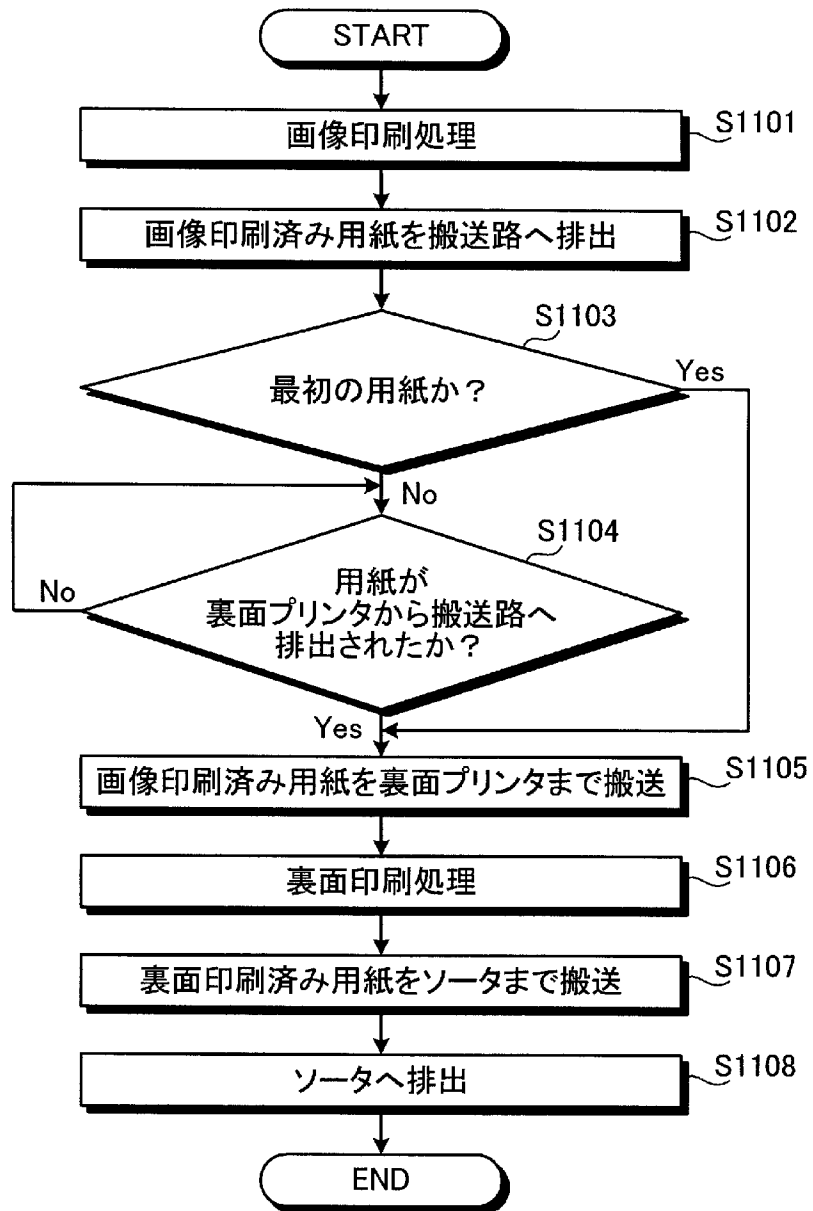 START
画像印刷処理
S1101
画像印刷済み用紙を搬送路へ排出
S1102
S1103
最初の用紙か？
Yes
No
S1104
用紙が
裏面プリンタから搬送路へ
排出されたか？
No
Yes
画像印刷済み用紙を裏面プリンタまで搬送
S1105
裏面印刷処理
S1106
裏面印刷済み用紙をソータまで搬送
S1107
ソータへ排出
S1108
END